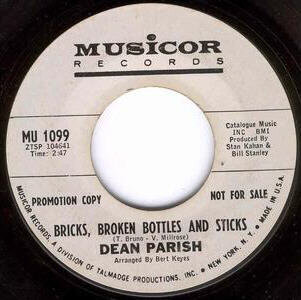 MUSICOR
RECORDS
MU 1099
ZTSP 104641
Time: 2:47
Catalogue Music
INC BMI
Produced By
Stan Kahan &
Bill Stanley
PROMOTION COPY
NOT FOR SALE
BRICKS, BROKEN BOTTLES AND STICKS
(T. Bruno - V. Millrose)
DEAN PARISH
Arranged By Bert Keyes
MUSICOR RECORDS, A DIVISION OF TALMADGE PRODUCTIONS, INC. • NEW YORK, N.Y. • MADE IN U.S.A.